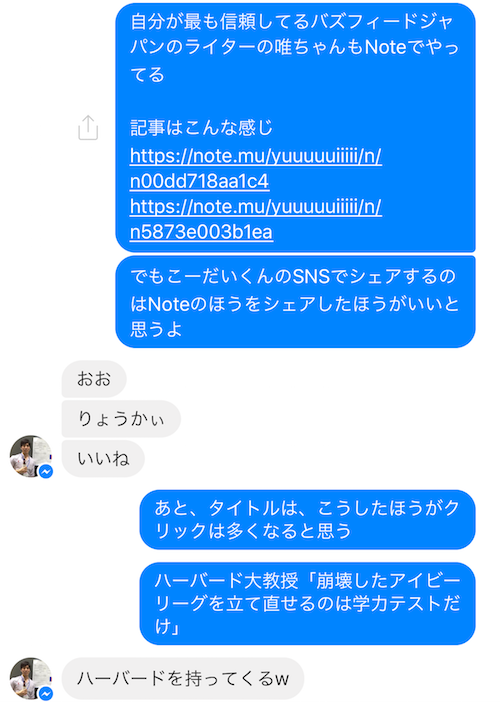 自分が最も信頼してるバズフィードジャ
パンのライターの唯ちゃんもNoteでやっ
てる
記事はこんな感じ
https://note.mu/yuuuuuiiiii/n/
n00dd718aa1c4
https://note.mu/yuuuuuiiiii/n/
n5873e003b1ea
でもこーだいくんのSNSでシェアするの
はNoteのほうをシェアしたほうがいいと
思うよ
おお
りょうかぃ
いいね
あと、タイトルは、こうしたほうがク
リックは多くなると思う
ハーバード大教授「崩壊したアイビー
リーグを立て直せるのは学力テストだ
け」
ハーバードを持ってくるw